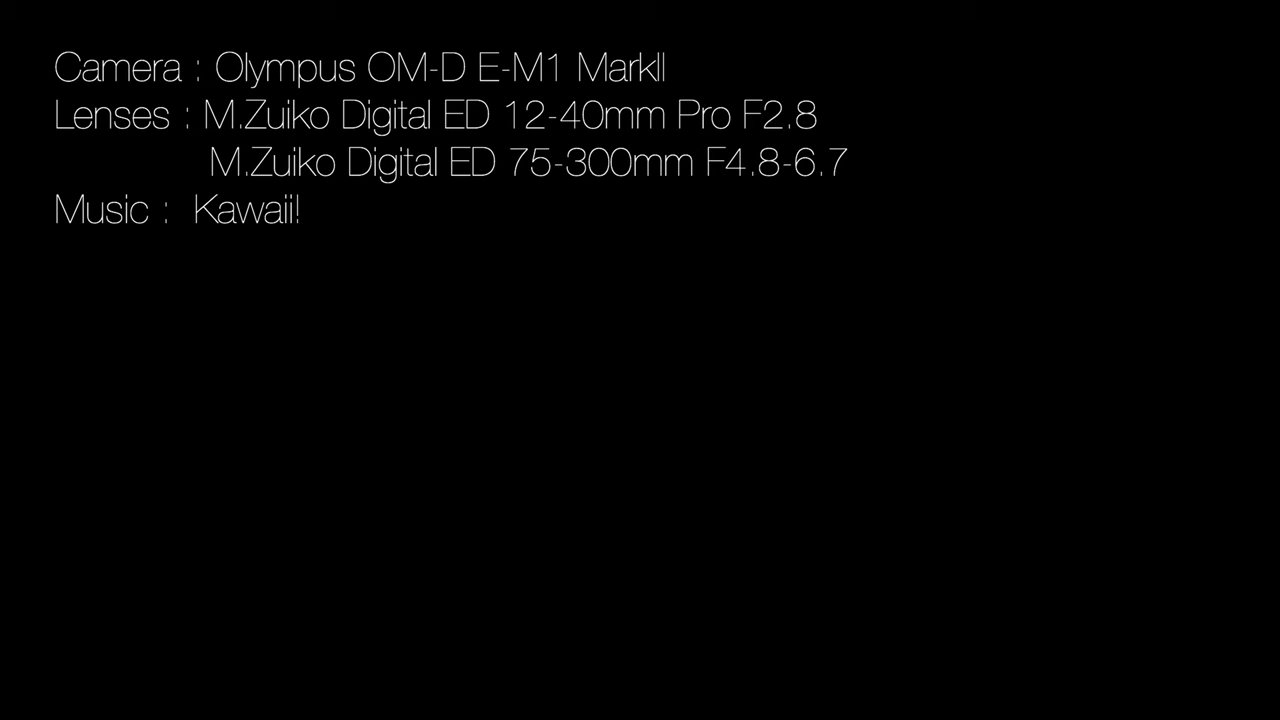 Camera : Olympus OM-D E-M1 MarkII
Lenses : M.Zuiko Digital ED 12-40mm Pro F2.8
M.Zuiko Digital ED 75-300mm F4.8-6.7
Music : Kawaii!